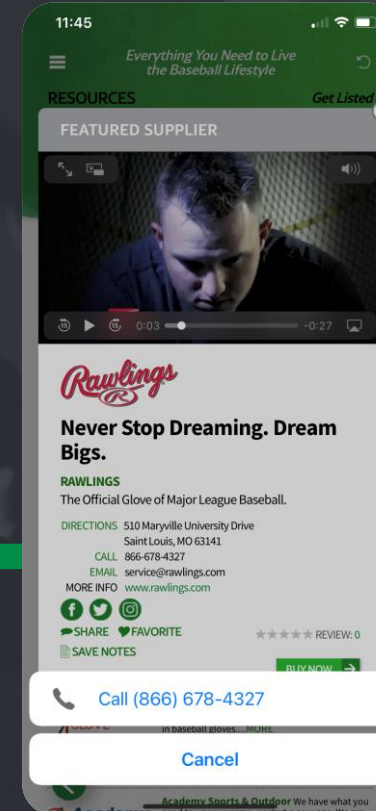 11:45
Everything You Need to Live
the Baseball Lifestyle
RESOURCES
Get Listed
FEATURED SUPPLIER
15
15
0:03
-0:27
Rawlings
R
Never Stop Dreaming. Dream
Bigs.
RAWLINGS
The Official Glove of Major League Baseball.
DIRECTIONS 510 Maryville University Drive
Saint Louis, MO 63141
CALL 866-678-4327
EMAIL service@rawlings.com
MORE INFO www.rawlings.com
SHARE FAVORITE
REVIEW: 0
SAVE NOTES
BUY NOW
Call (866) 678-4327
GLOVE
in baseball gloves....MORE
Cancel
Academy Sports & Outdoor We have what you